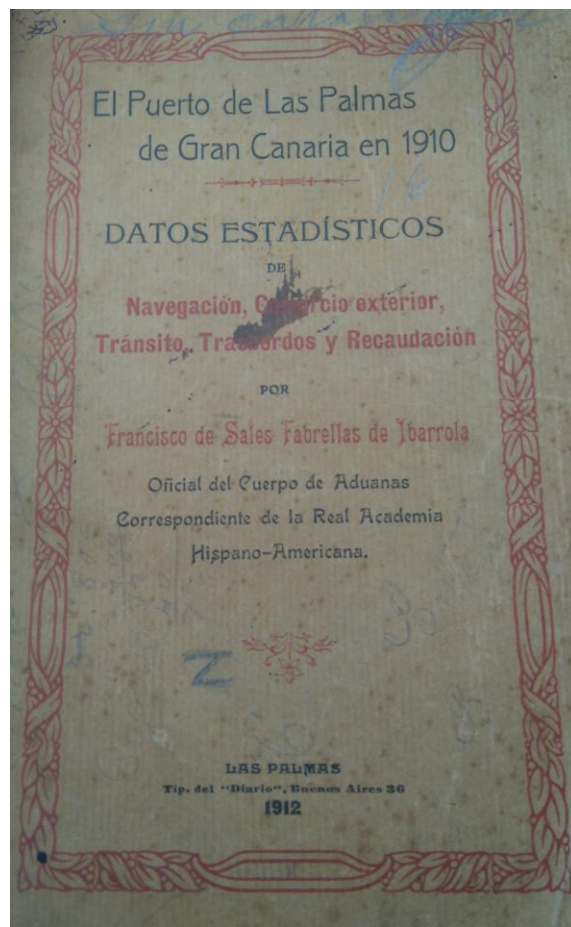 El Puerto de Las Palmas
de Gran Canaria en 1910
16
DATOS ESTADÍSTICOS
DE
Navegación, Comercio exterior,
Tránsito, Trasbordos y Recaudación
POR
Francisco de Sales Fabrellas de Ibarrola
Oficial del Cuerpo de Aduanas
Correspondiente de la Real Academia
Hispano-Americana.
LAS PALMAS
Tip. del "Diario", Buenos Aires 36
1912